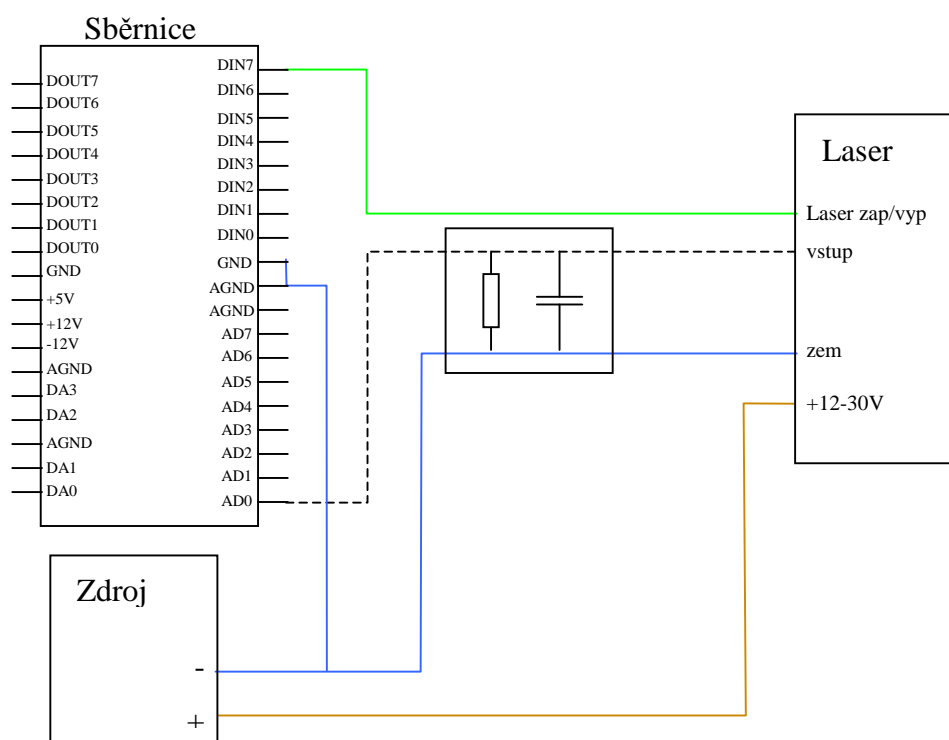 Sběrnice
DOUT7
DOUT6
DOUT5
DOUT4
DOUT3
DOUT2
DOUT1
DOUT0
GND
+5V
+12V
-12V
AGND
DA3
DA2
AGND
DA1
DA0
DIN7
DIN6
DIN5
DIN4
DIN3
DIN2
DIN1
DIN0
GND
AGND
AGND
AD7
AD6
AD5
AD4
AD3
AD2
AD1
AD0
Laser
Laser zap/vyp
vstup
zem
+12-30V
Zdroj
-
+